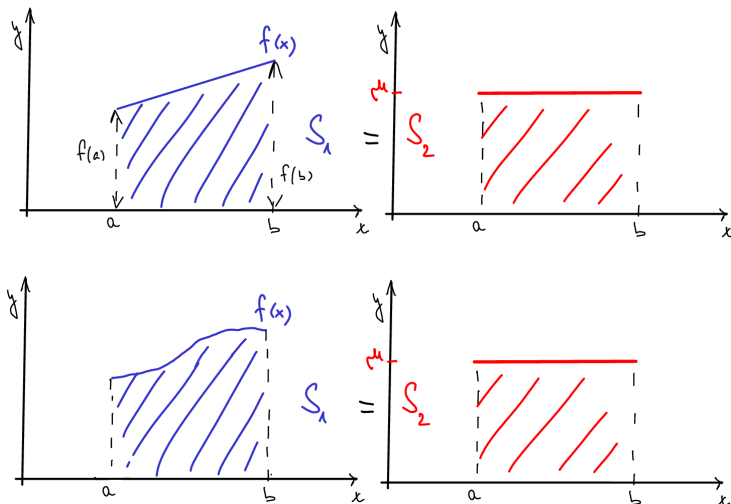 y
f(x)
f(a)
f(b)
a
b
x
S₁ = S₂
y
μ
a
b
x
y
f(x)
a
b
x
S₁ = S₂
y
μ
a
b
x